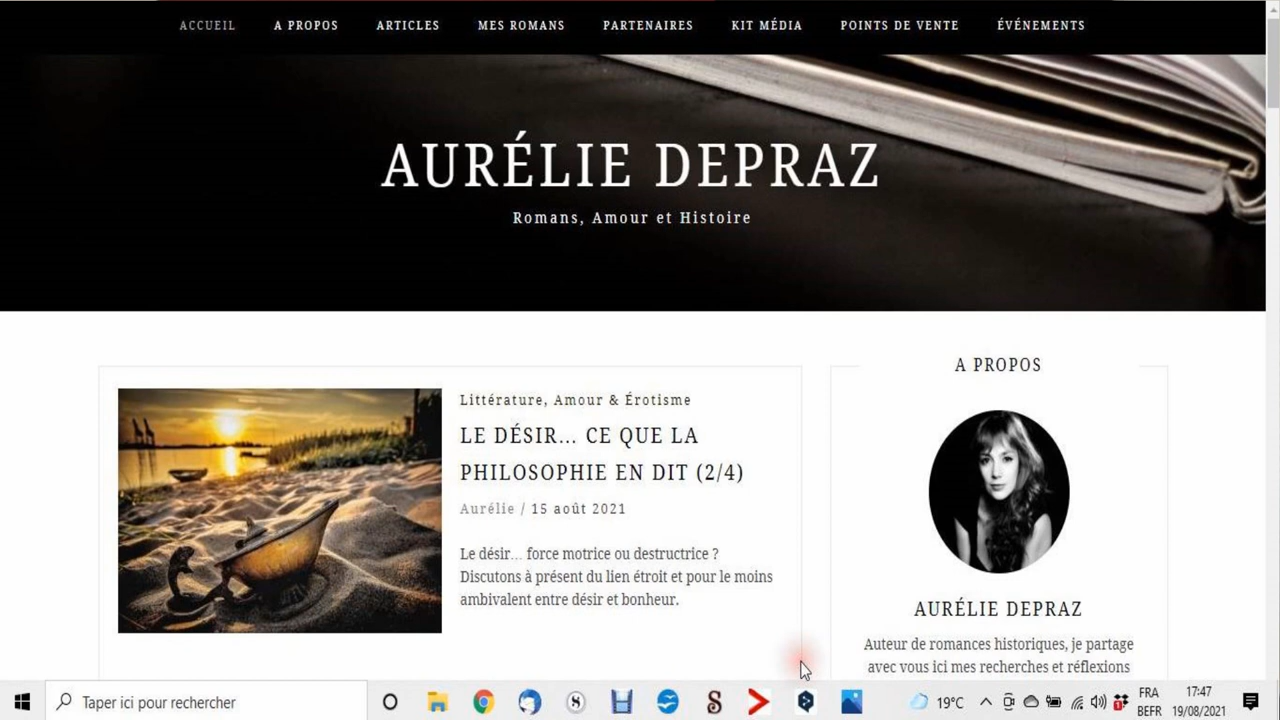 ACCUEIL A PROPOS ARTICLES MES ROMANS PARTENAIRES KIT MÉDIA POINTS DE VENTE ÉVÉNEMENTS
AURÉLIE DEPRAZ
Romans, Amour et Histoire
Littérature, Amour & Érotisme
LE DÉSIR… CE QUE LA
PHILOSOPHIE EN DIT (2/4)
Aurélie / 15 août 2021
Le désir… force motrice ou destructrice ?
Discutons à présent du lien étroit et pour le moins
ambivalent entre désir et bonheur.
A PROPOS
AURÉLIE DEPRAZ
Auteur de romances historiques, je partage
avec vous ici mes recherches et réflexions
Taper ici pour rechercher
19°C
FRA
BEFR
17:47
19/08/2021